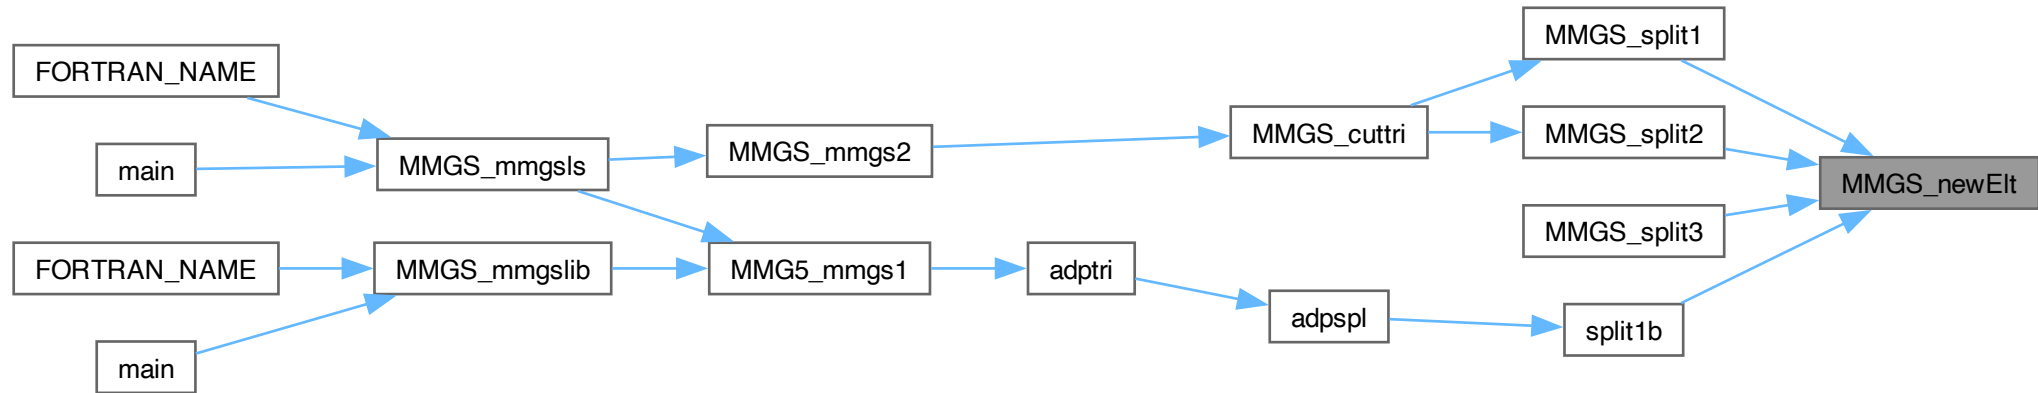 MMGS_split1
FORTRAN_NAME
MMGS_cuttri
MMGS_split2
MMGS_mmgs2
MMGS_mmgsls
main
MMGS_newElt
MMGS_split3
FORTRAN_NAME
MMGS_mmgslib
MMG5_mmgs1
adptri
adpspl
split1b
main